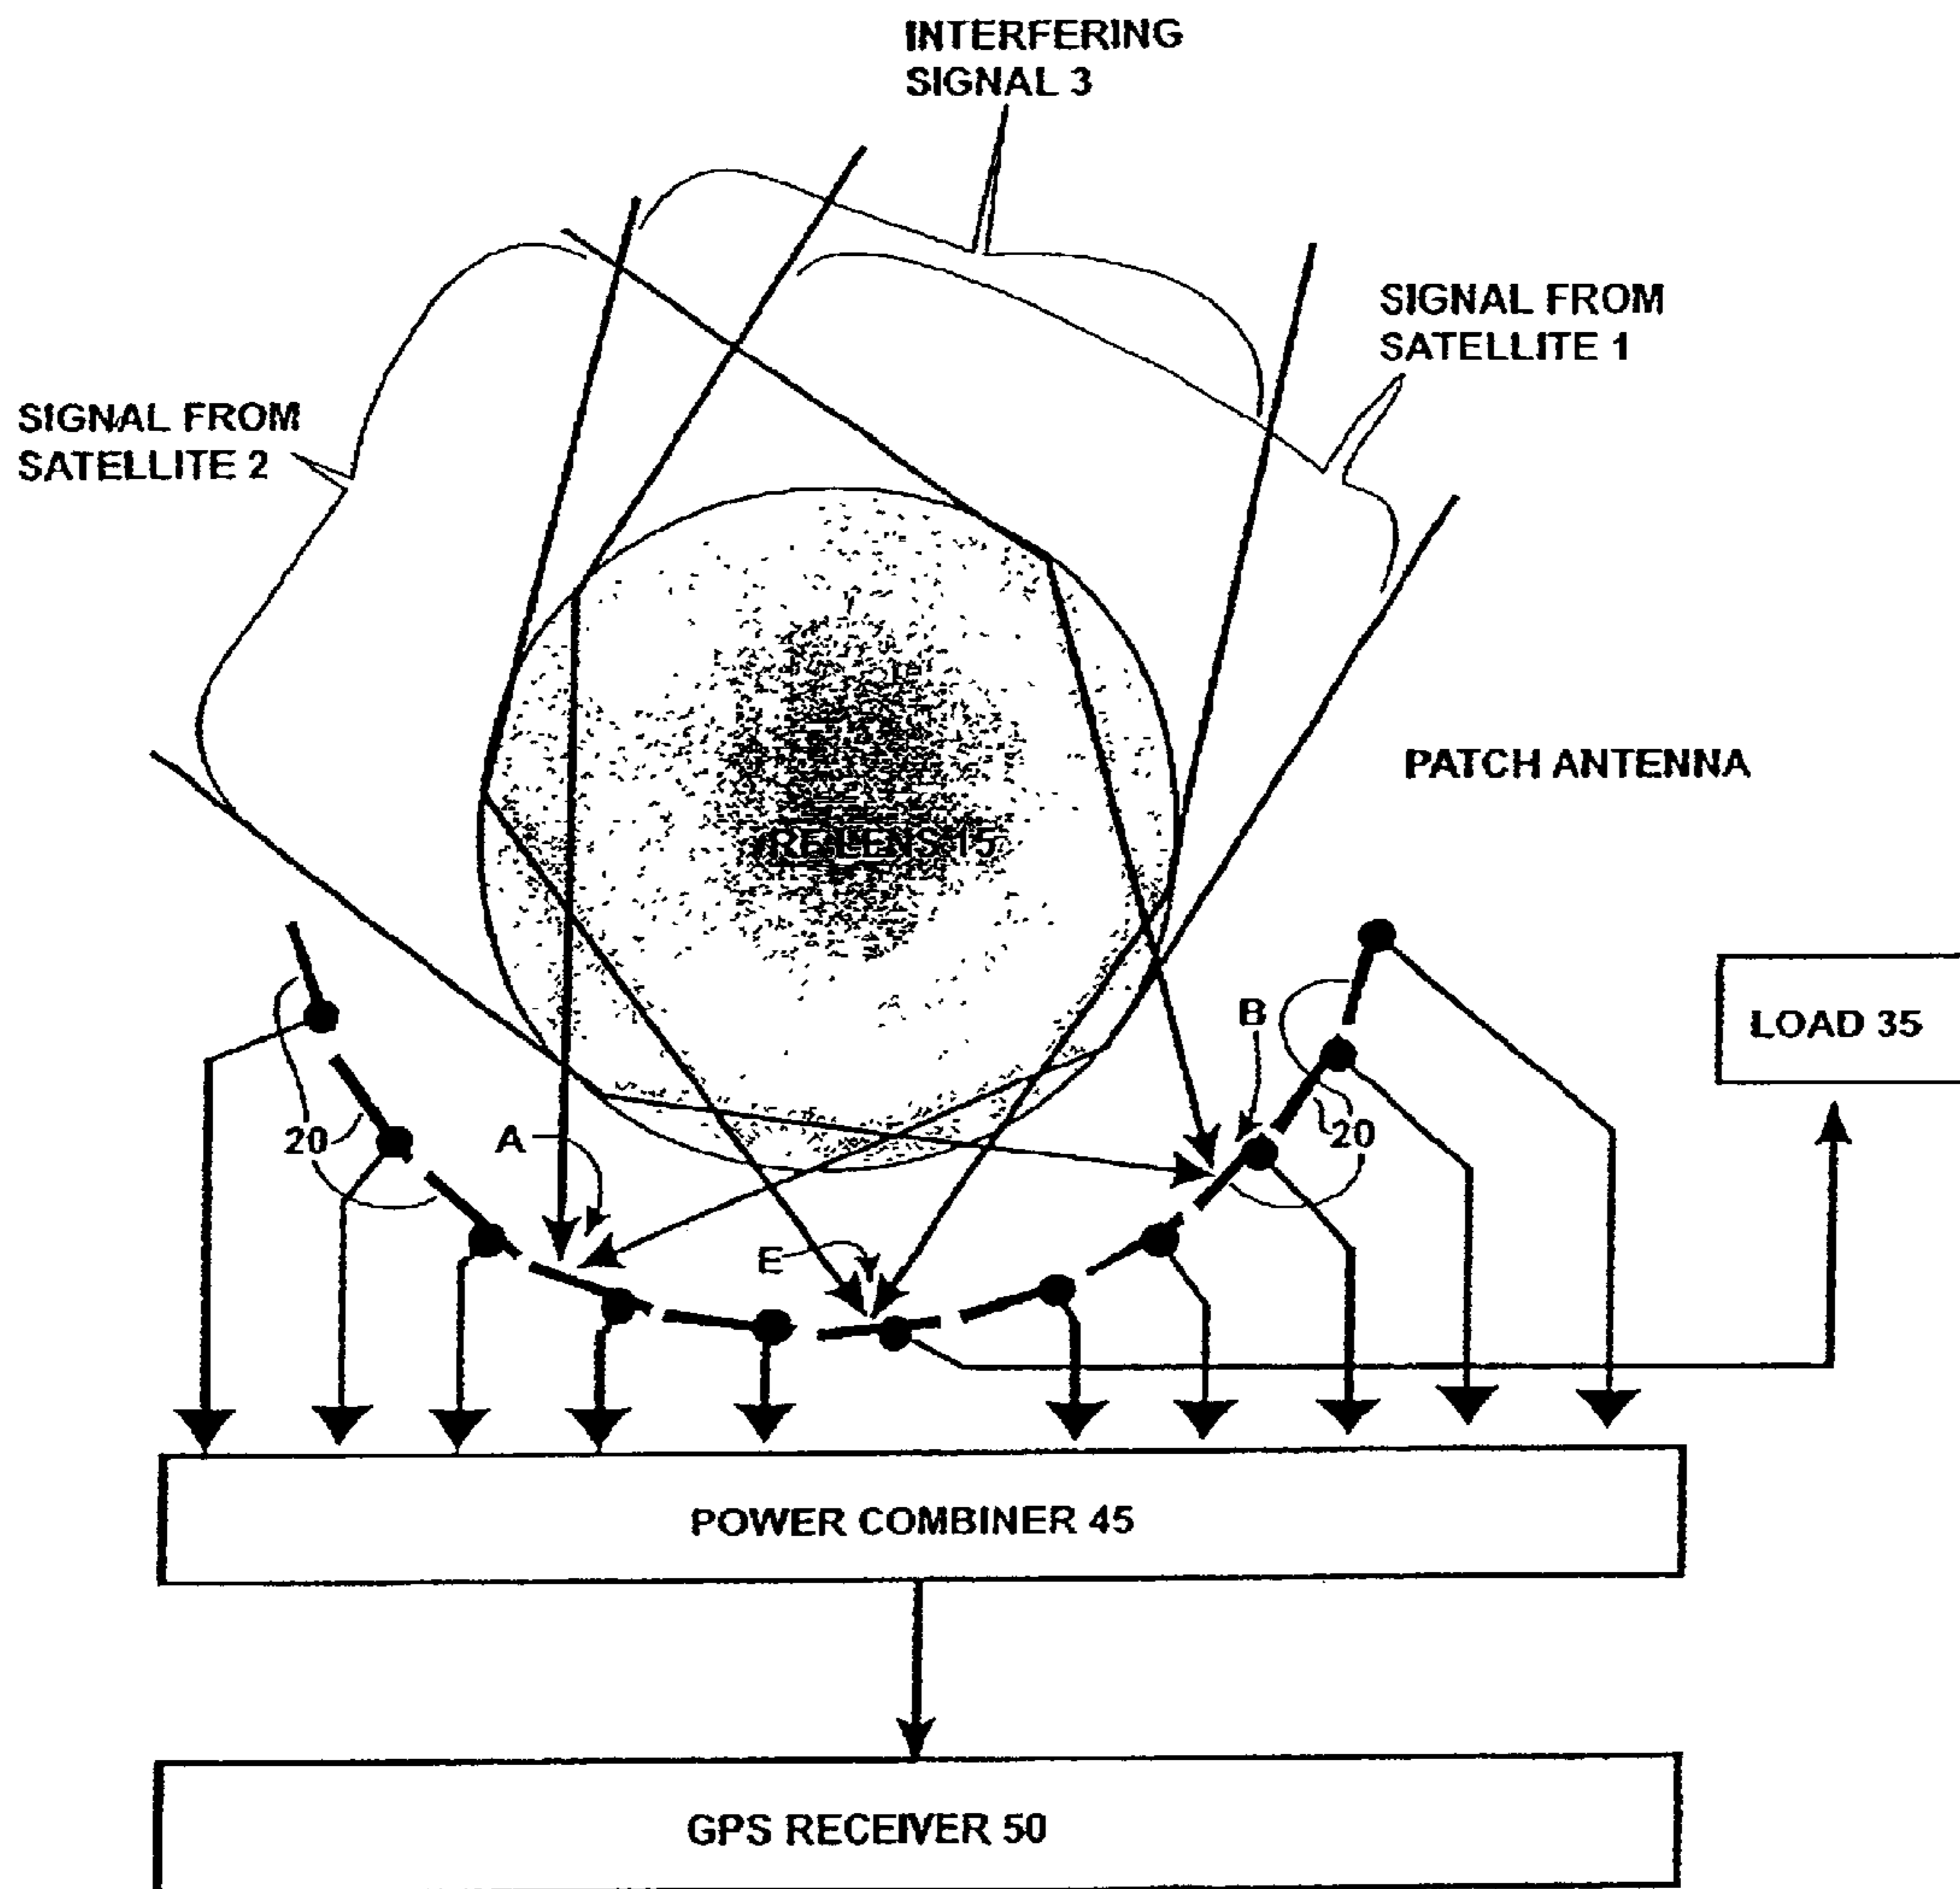 INTERFERING
SIGNAL 3
SIGNAL FROM
SATELLITE 1
SIGNAL FROM
SATELLITE 2
PATCH ANTENNA
RF LENS 15
LOAD 35
B
20
A
20
E
POWER COMBINER 45
GPS RECEIVER 50